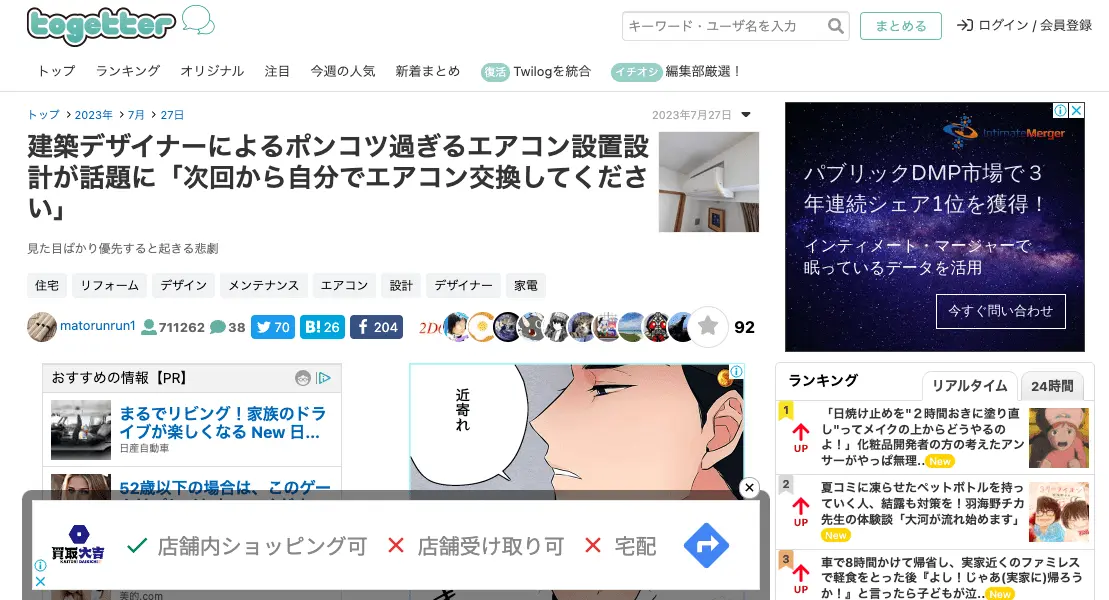 togetter
キーワード・ユーザ名を入力
まとめる
ログイン / 会員登録
トップ ランキング オリジナル 注目 今週の人気 新着まとめ 復活 Twilogを統合 イチオシ 編集部厳選！
トップ > 2023年 > 7月 > 27日
2023年7月27日
建築デザイナーによるポンコツ過ぎるエアコン設置設
計が話題に「次回から自分でエアコン交換してくださ
い」
見た目ばかり優先すると起きる悲劇
住宅 リフォーム デザイン メンテナンス エアコン 設計 デザイナー 家電
matorunrun1 711262 38 70 B! 26 f 204
92
IntimateMerger
パブリックDMP市場で３
年連続シェア1位を獲得！
インティメート・マージャーで
眠っているデータを活用
今すぐ問い合わせ
おすすめの情報【PR】
まるでリビング！家族のドラ
イブが楽しくなる New 日...
日産自動車
52歳以下の場合は、このゲー
美的.com
近寄れ
買取大吉
KAITORI DAIKICHI
店舗内ショッピング可 店舗受け取り可 宅配
ランキング
リアルタイム
24時間
1
UP
「日焼け止めを"２時間おきに塗り直
し"ってメイクの上からどうやるの
よ！」化粧品開発者の方の考えたアン
サーがやっぱ無理.. New
2
UP
夏コミに凍らせたペットボトルを持っ
ていく人、結露も対策を！羽海野チカ
先生の体験談「大河が流れ始めます」
New
3
UP
車で8時間かけて帰省し、実家近くのファミレス
で軽食をとった後『よし！じゃあ(実家に)帰ろう
か！』と言ったら子どもが泣.. New